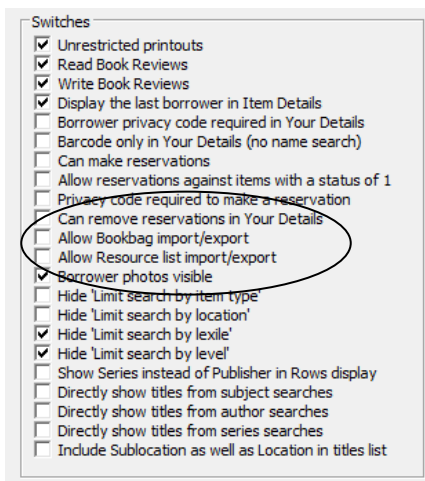 Switches
Unrestricted printouts
Read Book Reviews
Write Book Reviews
Display the last borrower in Item Details
Borrower privacy code required in Your Details
Barcode only in Your Details (no name search)
Can make reservations
Allow reservations against items with a status of 1
Privacy code required to make a reservation
Can remove reservations in Your Details
Allow Bookbag import/export
Allow Resource list import/export
Borrower photos visible
Hide 'Limit search by item type'
Hide 'Limit search by location'
Hide 'Limit search by lexile'
Hide 'Limit search by level'
Show Series instead of Publisher in Rows display
Directly show titles from subject searches
Directly show titles from author searches
Directly show titles from series searches
Include Sublocation as well as Location in titles list